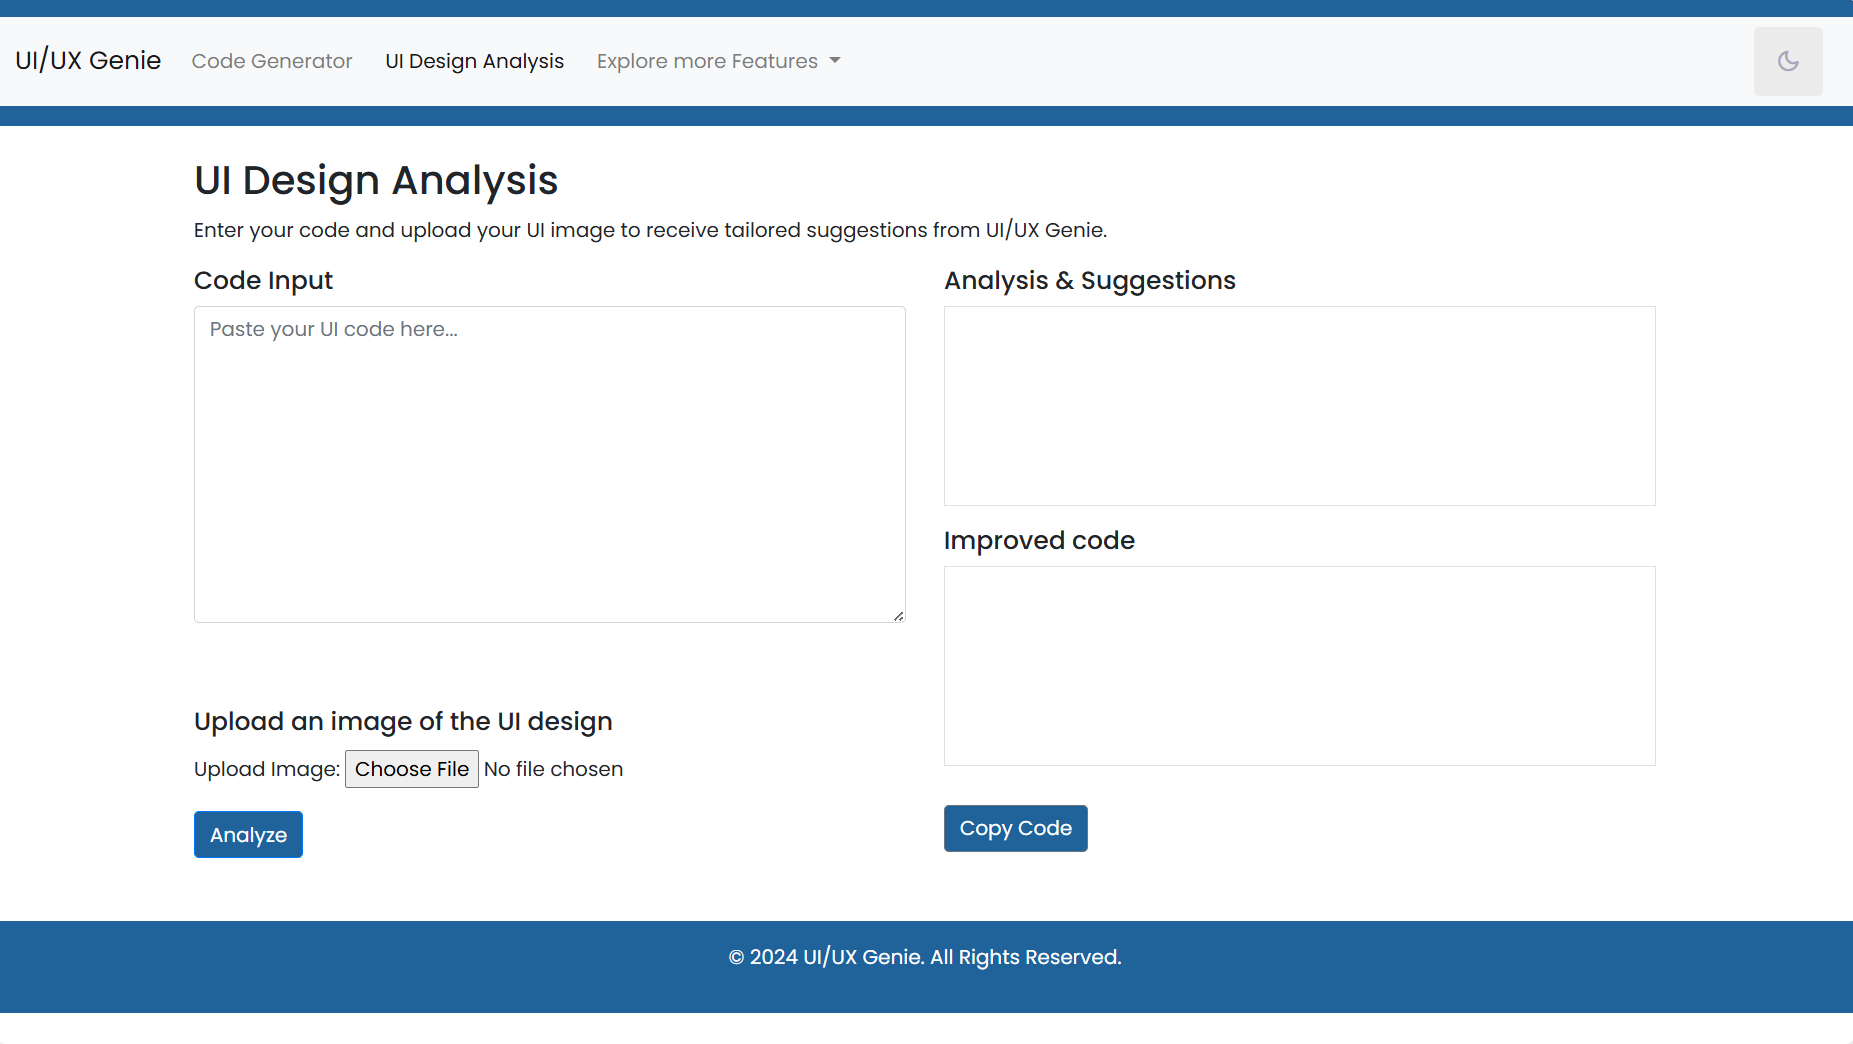 UI/UX Genie Code Generator UI Design Analysis Explore more Features
UI Design Analysis
Enter your code and upload your UI image to receive tailored suggestions from UI/UX Genie.
Code Input
Paste your UI code here...
Upload an image of the UI design
Upload Image: Choose File No file chosen
Analyze
Analysis & Suggestions
Improved code
Copy Code
© 2024 UI/UX Genie. All Rights Reserved.